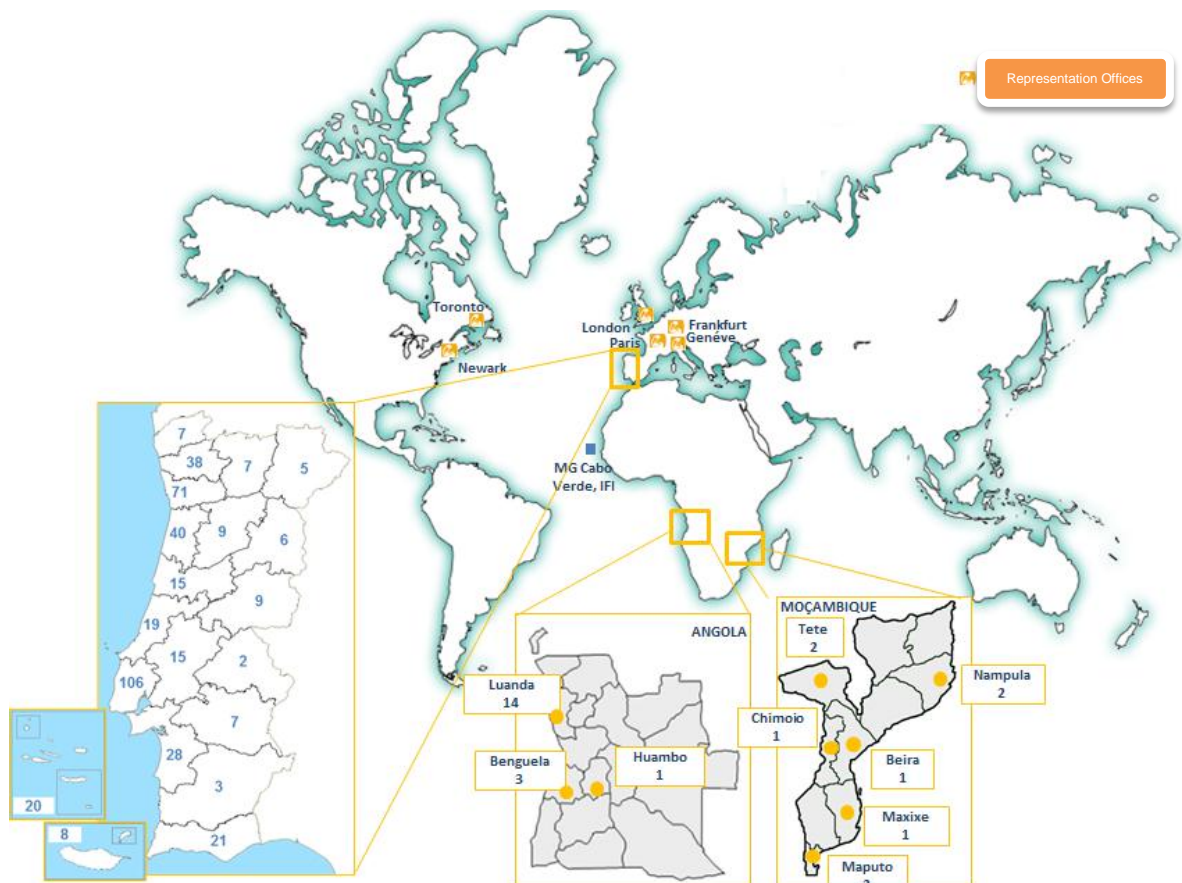 Representation Offices
Toronto
Newark
London
Paris
Frankfurt
Genéve
MG Cabo
Verde, IFI
7
38
7
5
71
40
9
6
15
9
19
15
2
106
7
28
3
20
8
21
ANGOLA
Luanda
14
Benguela
3
Huambo
1
MOÇAMBIQUE
Tete
2
Nampula
2
Chimoio
1
Beira
1
Maxixe
1
Maputo